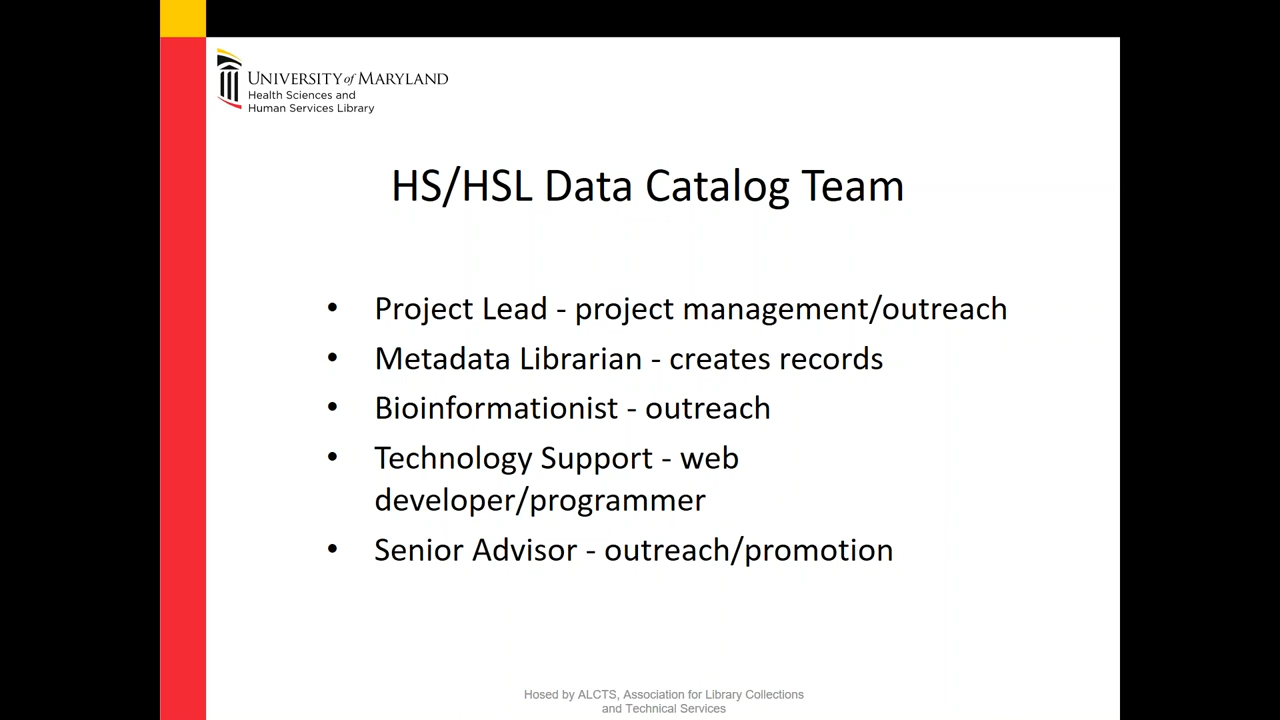 UNIVERSITY of MARYLAND
Health Sciences and
Human Services Library
HS/HSL Data Catalog Team
• Project Lead - project management/outreach
• Metadata Librarian - creates records
• Bioinformationist - outreach
• Technology Support - web
developer/programmer
• Senior Advisor - outreach/promotion
Hosed by ALCTS, Association for Library Collections
and Technical Services